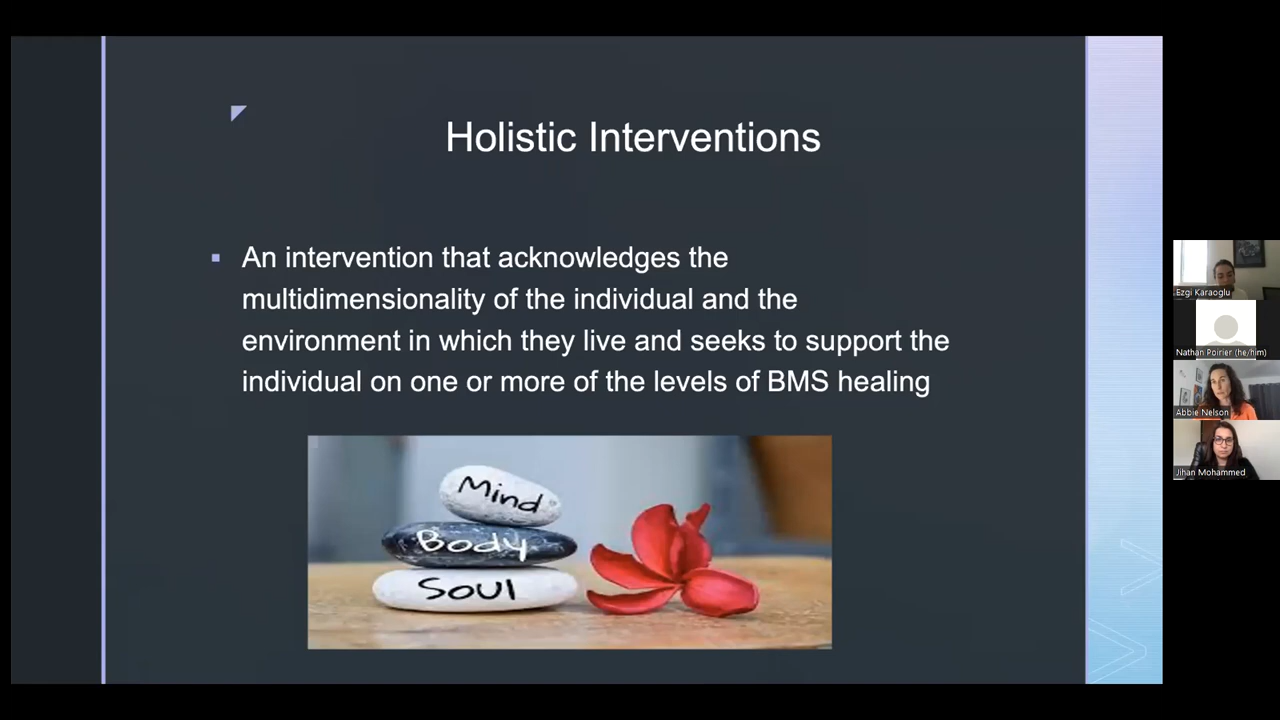 Holistic Interventions
An intervention that acknowledges the
multidimensionality of the individual and the
environment in which they live and seeks to support the
individual on one or more of the levels of BMS healing
Mind
Body
Soul
Ezgi Karaoglu
Nathan Poirier (he/him)
Abbie Nelson
Jihan Mohammed